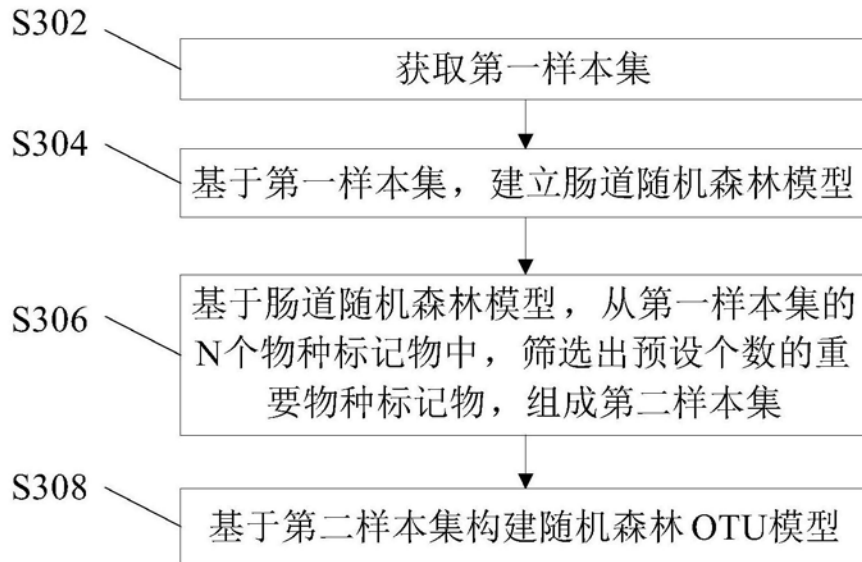 S302
获取第一样本集
S304
基于第一样本集，建立肠道随机森林模型
S306
基于肠道随机森林模型，从第一样本集的
N个物种标记物中，筛选出预设个数的重
要物种标记物，组成第二样本集
S308
基于第二样本集构建随机森林OTU模型